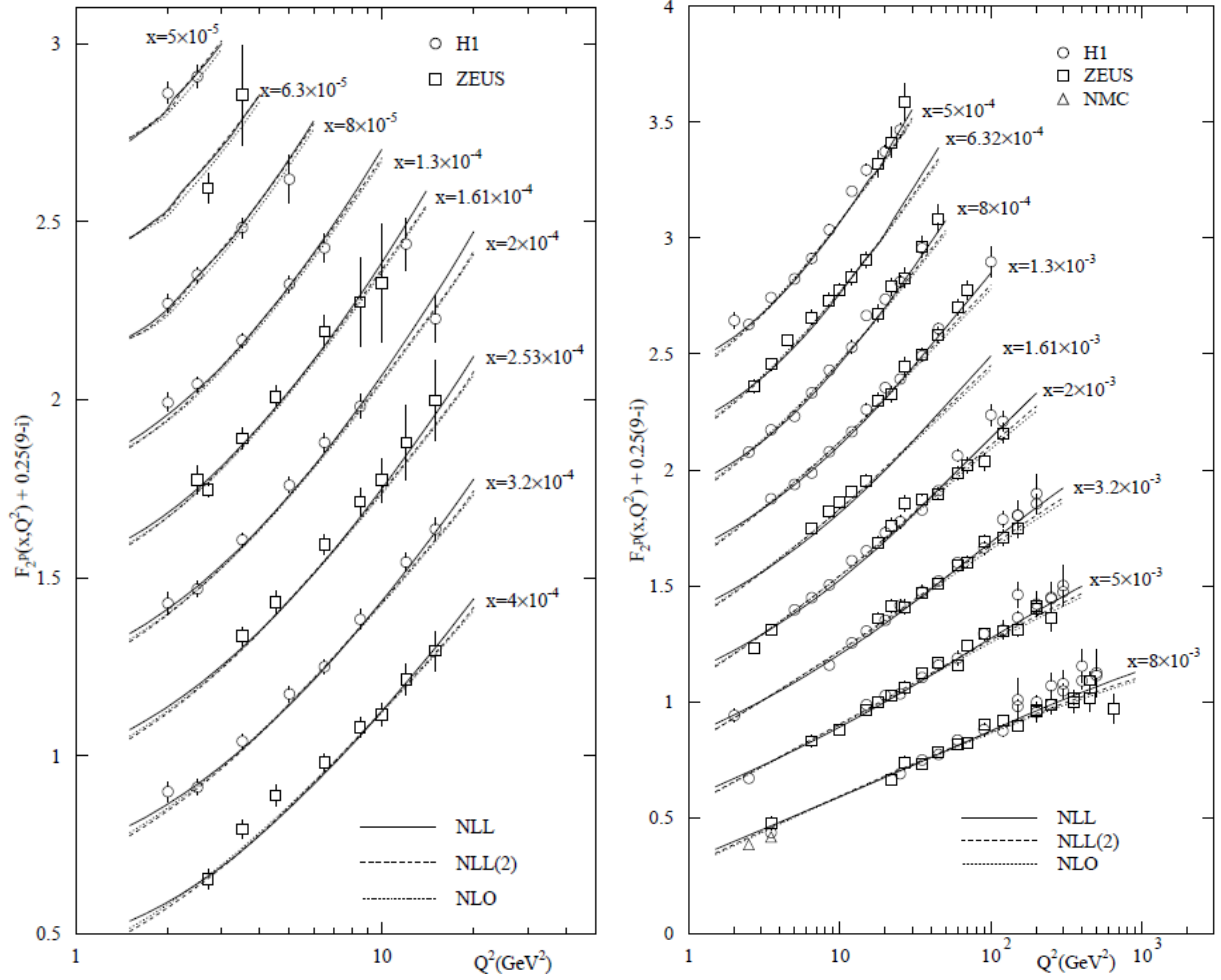 3
2.5
2
1.5
1
0.5
1
10
F₂ᵖ(x,Q²) + 0.25(9-i)
Q²(GeV²)
H1
ZEUS
x=5×10⁻⁵
x=6.3×10⁻⁵
x=8×10⁻⁵
x=1.3×10⁻⁴
x=1.61×10⁻⁴
x=2×10⁻⁴
x=2.53×10⁻⁴
x=3.2×10⁻⁴
x=4×10⁻⁴
NLL
NLL(2)
NLO
4
3.5
3
2.5
2
1.5
1
0.5
0
1
10
10²
10³
F₂ᵖ(x,Q²) + 0.25(9-i)
Q²(GeV²)
H1
ZEUS
NMC
x=5×10⁻⁴
x=6.32×10⁻⁴
x=8×10⁻⁴
x=1.3×10⁻³
x=1.61×10⁻³
x=2×10⁻³
x=3.2×10⁻³
x=5×10⁻³
x=8×10⁻³
NLL
NLL(2)
NLO